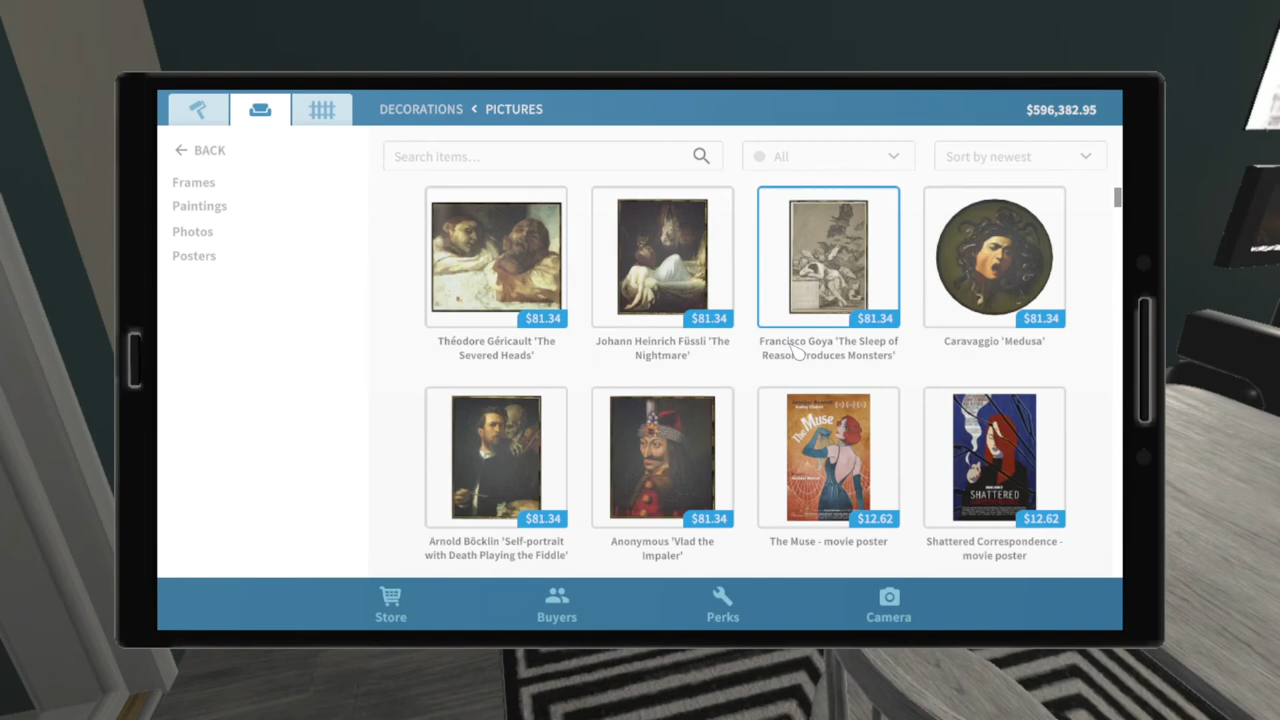 DECORATIONS < PICTURES
$596,382.95
BACK
Search items...
All
Sort by newest
Frames
Paintings
Photos
Posters
$81.34
$81.34
$81.34
$81.34
Théodore Géricault 'The
Severed Heads'
Johann Heinrich Füssli 'The
Nightmare'
Francisco Goya 'The Sleep of
Reason Produces Monsters'
Caravaggio 'Medusa'
The Muse
SHATTERED
$81.34
$81.34
$12.62
$12.62
Arnold Böcklin 'Self-portrait
with Death Playing the Fiddle'
Anonymous 'Vlad the
Impaler'
The Muse - movie poster
Shattered Correspondence -
movie poster
Store
Buyers
Perks
Camera